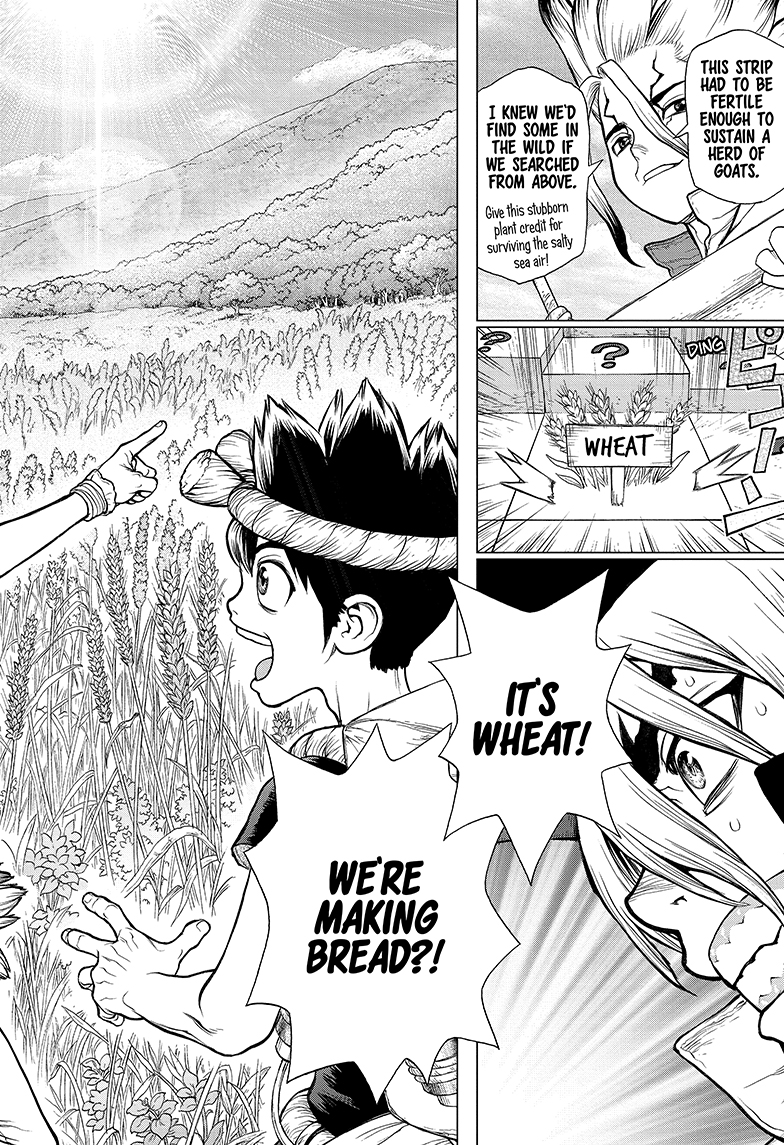 THIS STRIP
HAD TO BE
FERTILE
ENOUGH TO
SUSTAIN A
HERD OF
GOATS.
I KNEW WE'D
FIND SOME IN
THE WILD IF
WE SEARCHED
FROM ABOVE.
Give this stubborn
plant credit for
surviving the salty
sea air!
?
?
DING
WHEAT
IT'S
WHEAT!
WE'RE
MAKING
BREAD?!